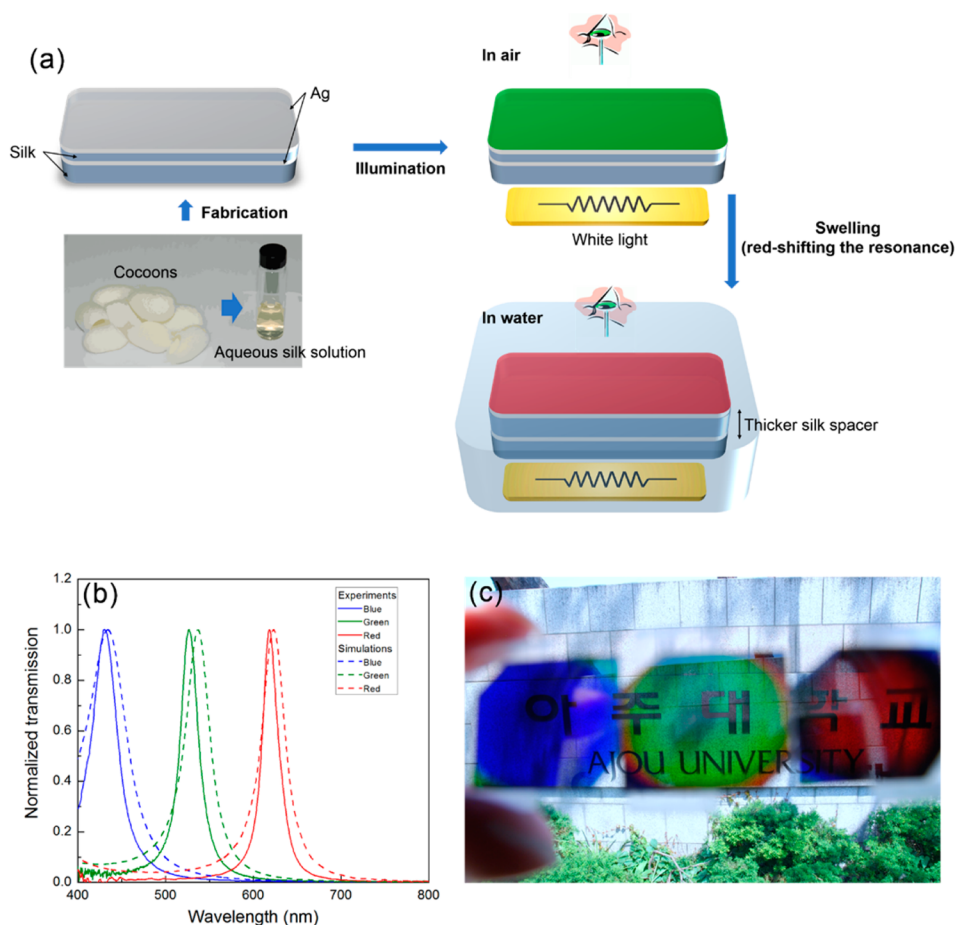 (a)
In air
Ag
Silk
Illumination
Fabrication
White light
Swelling
(red-shifting the resonance)
Cocoons
Aqueous silk solution
In water
Thicker silk spacer
(b)
1.2
1.0
0.8
0.6
0.4
0.2
0.0
400
500
600
700
800
Normalized transmission
Wavelength (nm)
Experiments
Blue
Green
Red
Simulations
Blue
Green
Red
(c)
아주대학교
AJOU UNIVERSITY